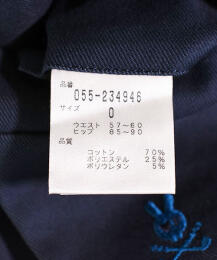 品番
055-234946
サイズ
0
ウエスト 57~60
ヒップ 85~90
品質
コットン 70%
ポリエステル 25%
ポリウレタン 5%